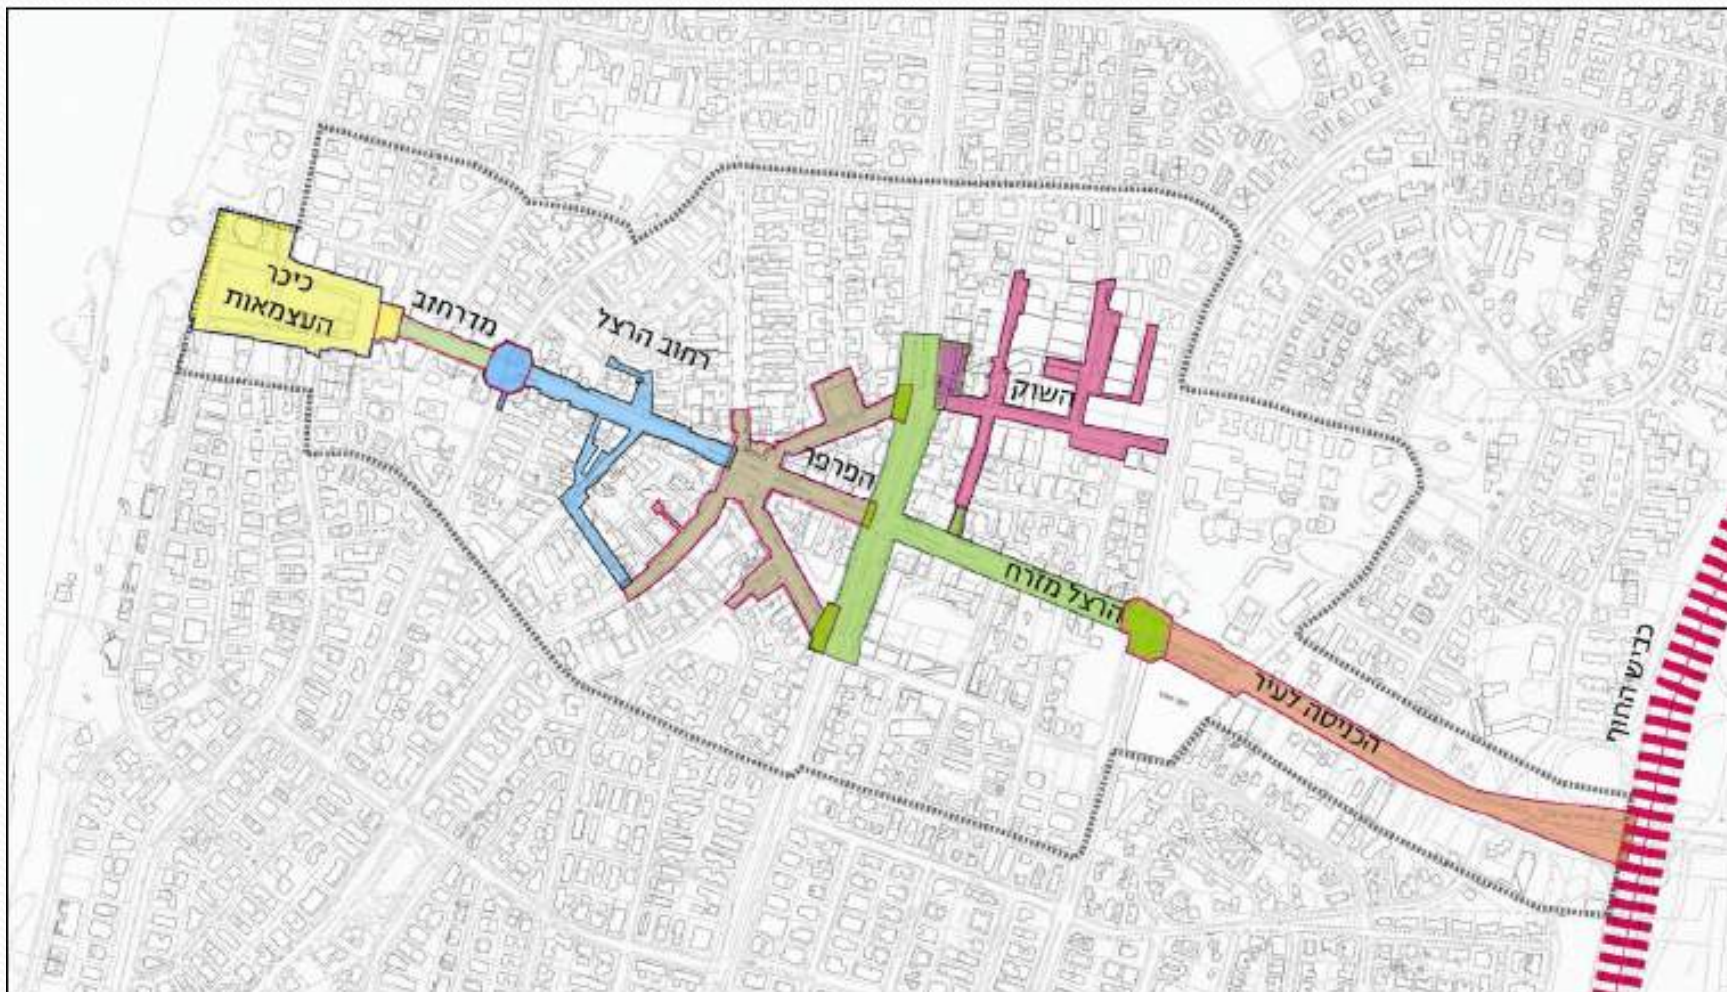 כיכר
העצמאות
מדרחוב
רחוב הרצל
הפרפר
השוק
הרצל מזרח
הכניסה לעיר
כביש החוף